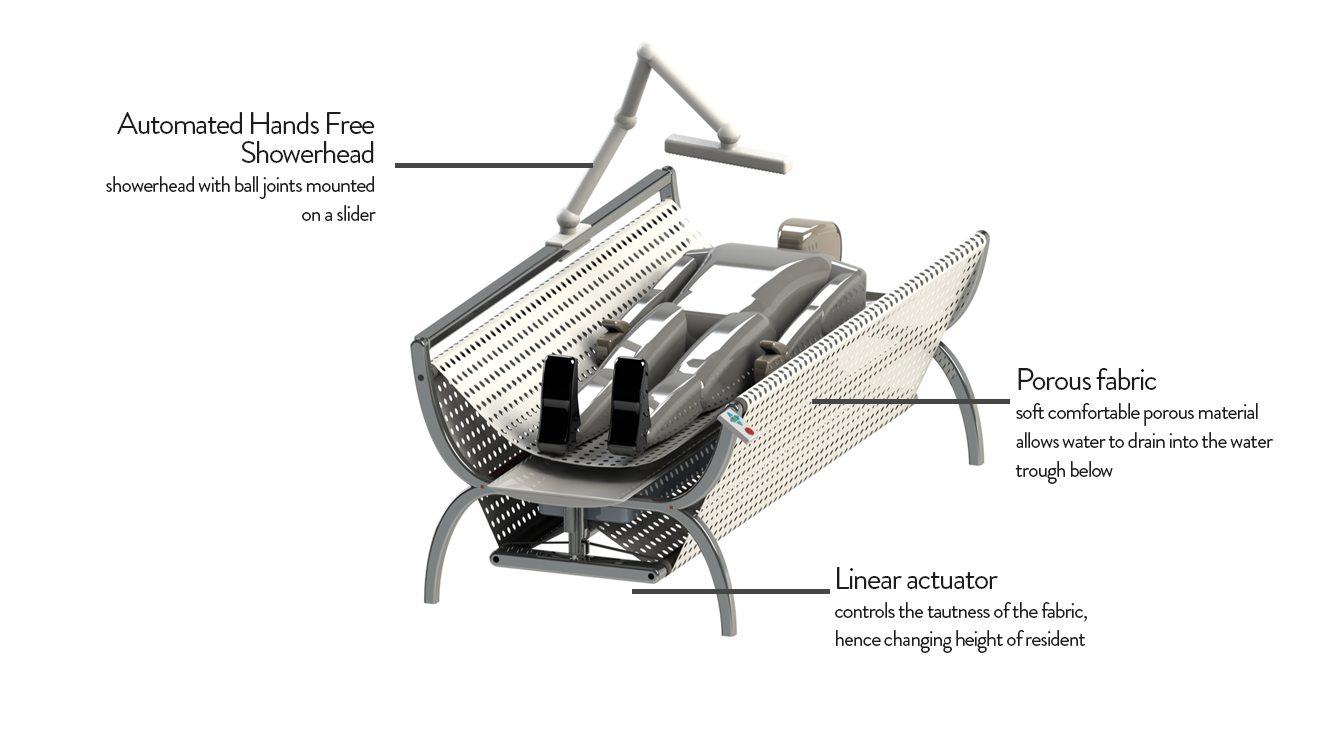 Automated Hands Free
Showerhead
showerhead with ball joints mounted
on a slider
Porous fabric
soft comfortable porous material
allows water to drain into the water
trough below
Linear actuator
controls the tautness of the fabric,
hence changing height of resident